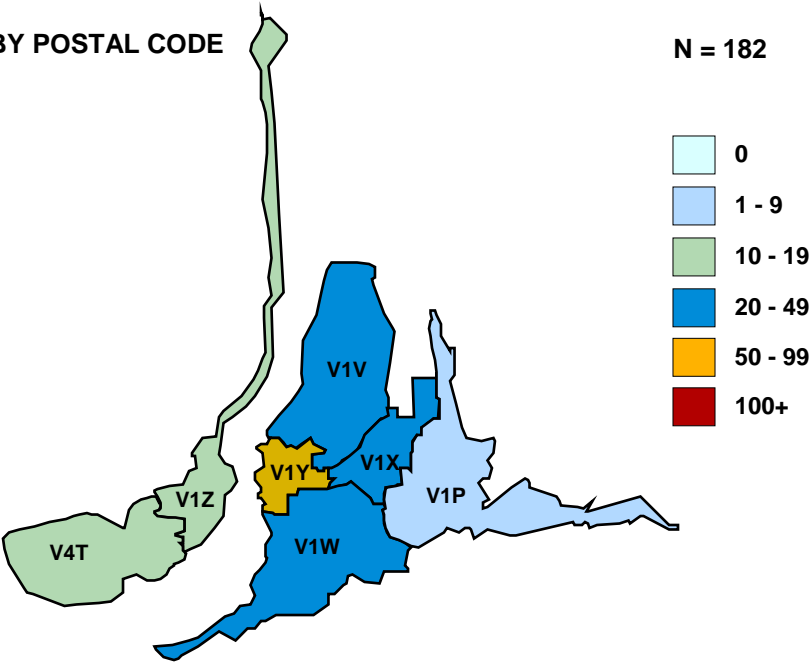 BY POSTAL CODE
N = 182
0
1 - 9
10 - 19
20 - 49
50 - 99
100+
V1V
V1X
V1Y
V1P
V1Z
V1W
V4T